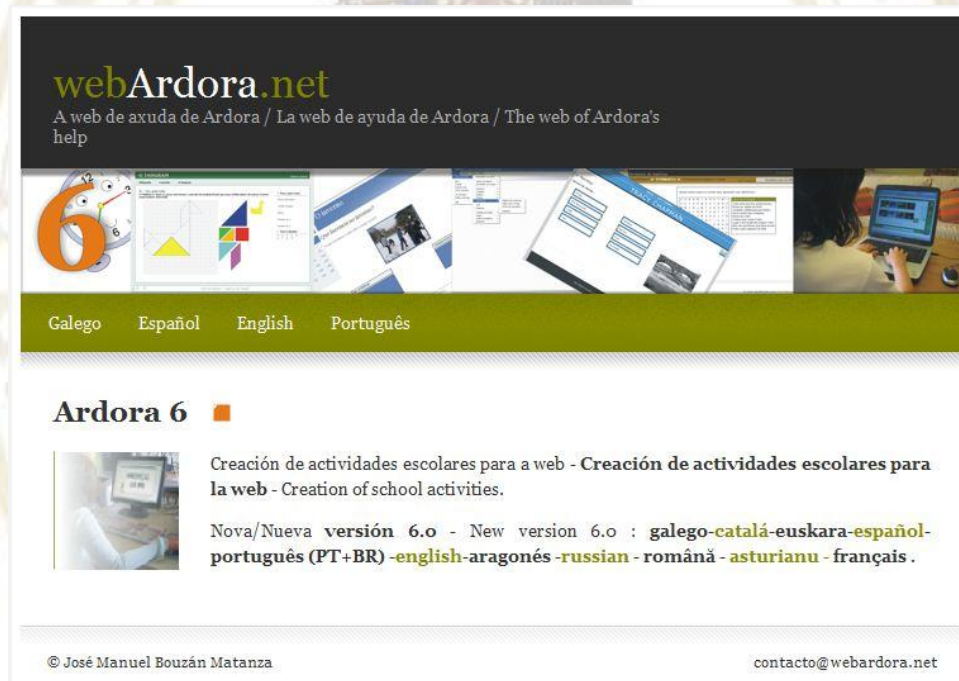 webArdora.net
A web de axuda de Ardora / La web de ayuda de Ardora / The web of Ardora's
help
6
TRACY CHAPMAN
Galego Español English Português
Ardora 6
Creación de actividades escolares para a web - Creación de actividades escolares para
la web - Creation of school activities.
Nova/Nueva versión 6.0 - New version 6.0 : galego-catalá-euskara-español-
português (PT+BR) -english-aragonés -russian - română - asturianu - français .
© José Manuel Bouzán Matanza contacto@webardora.net